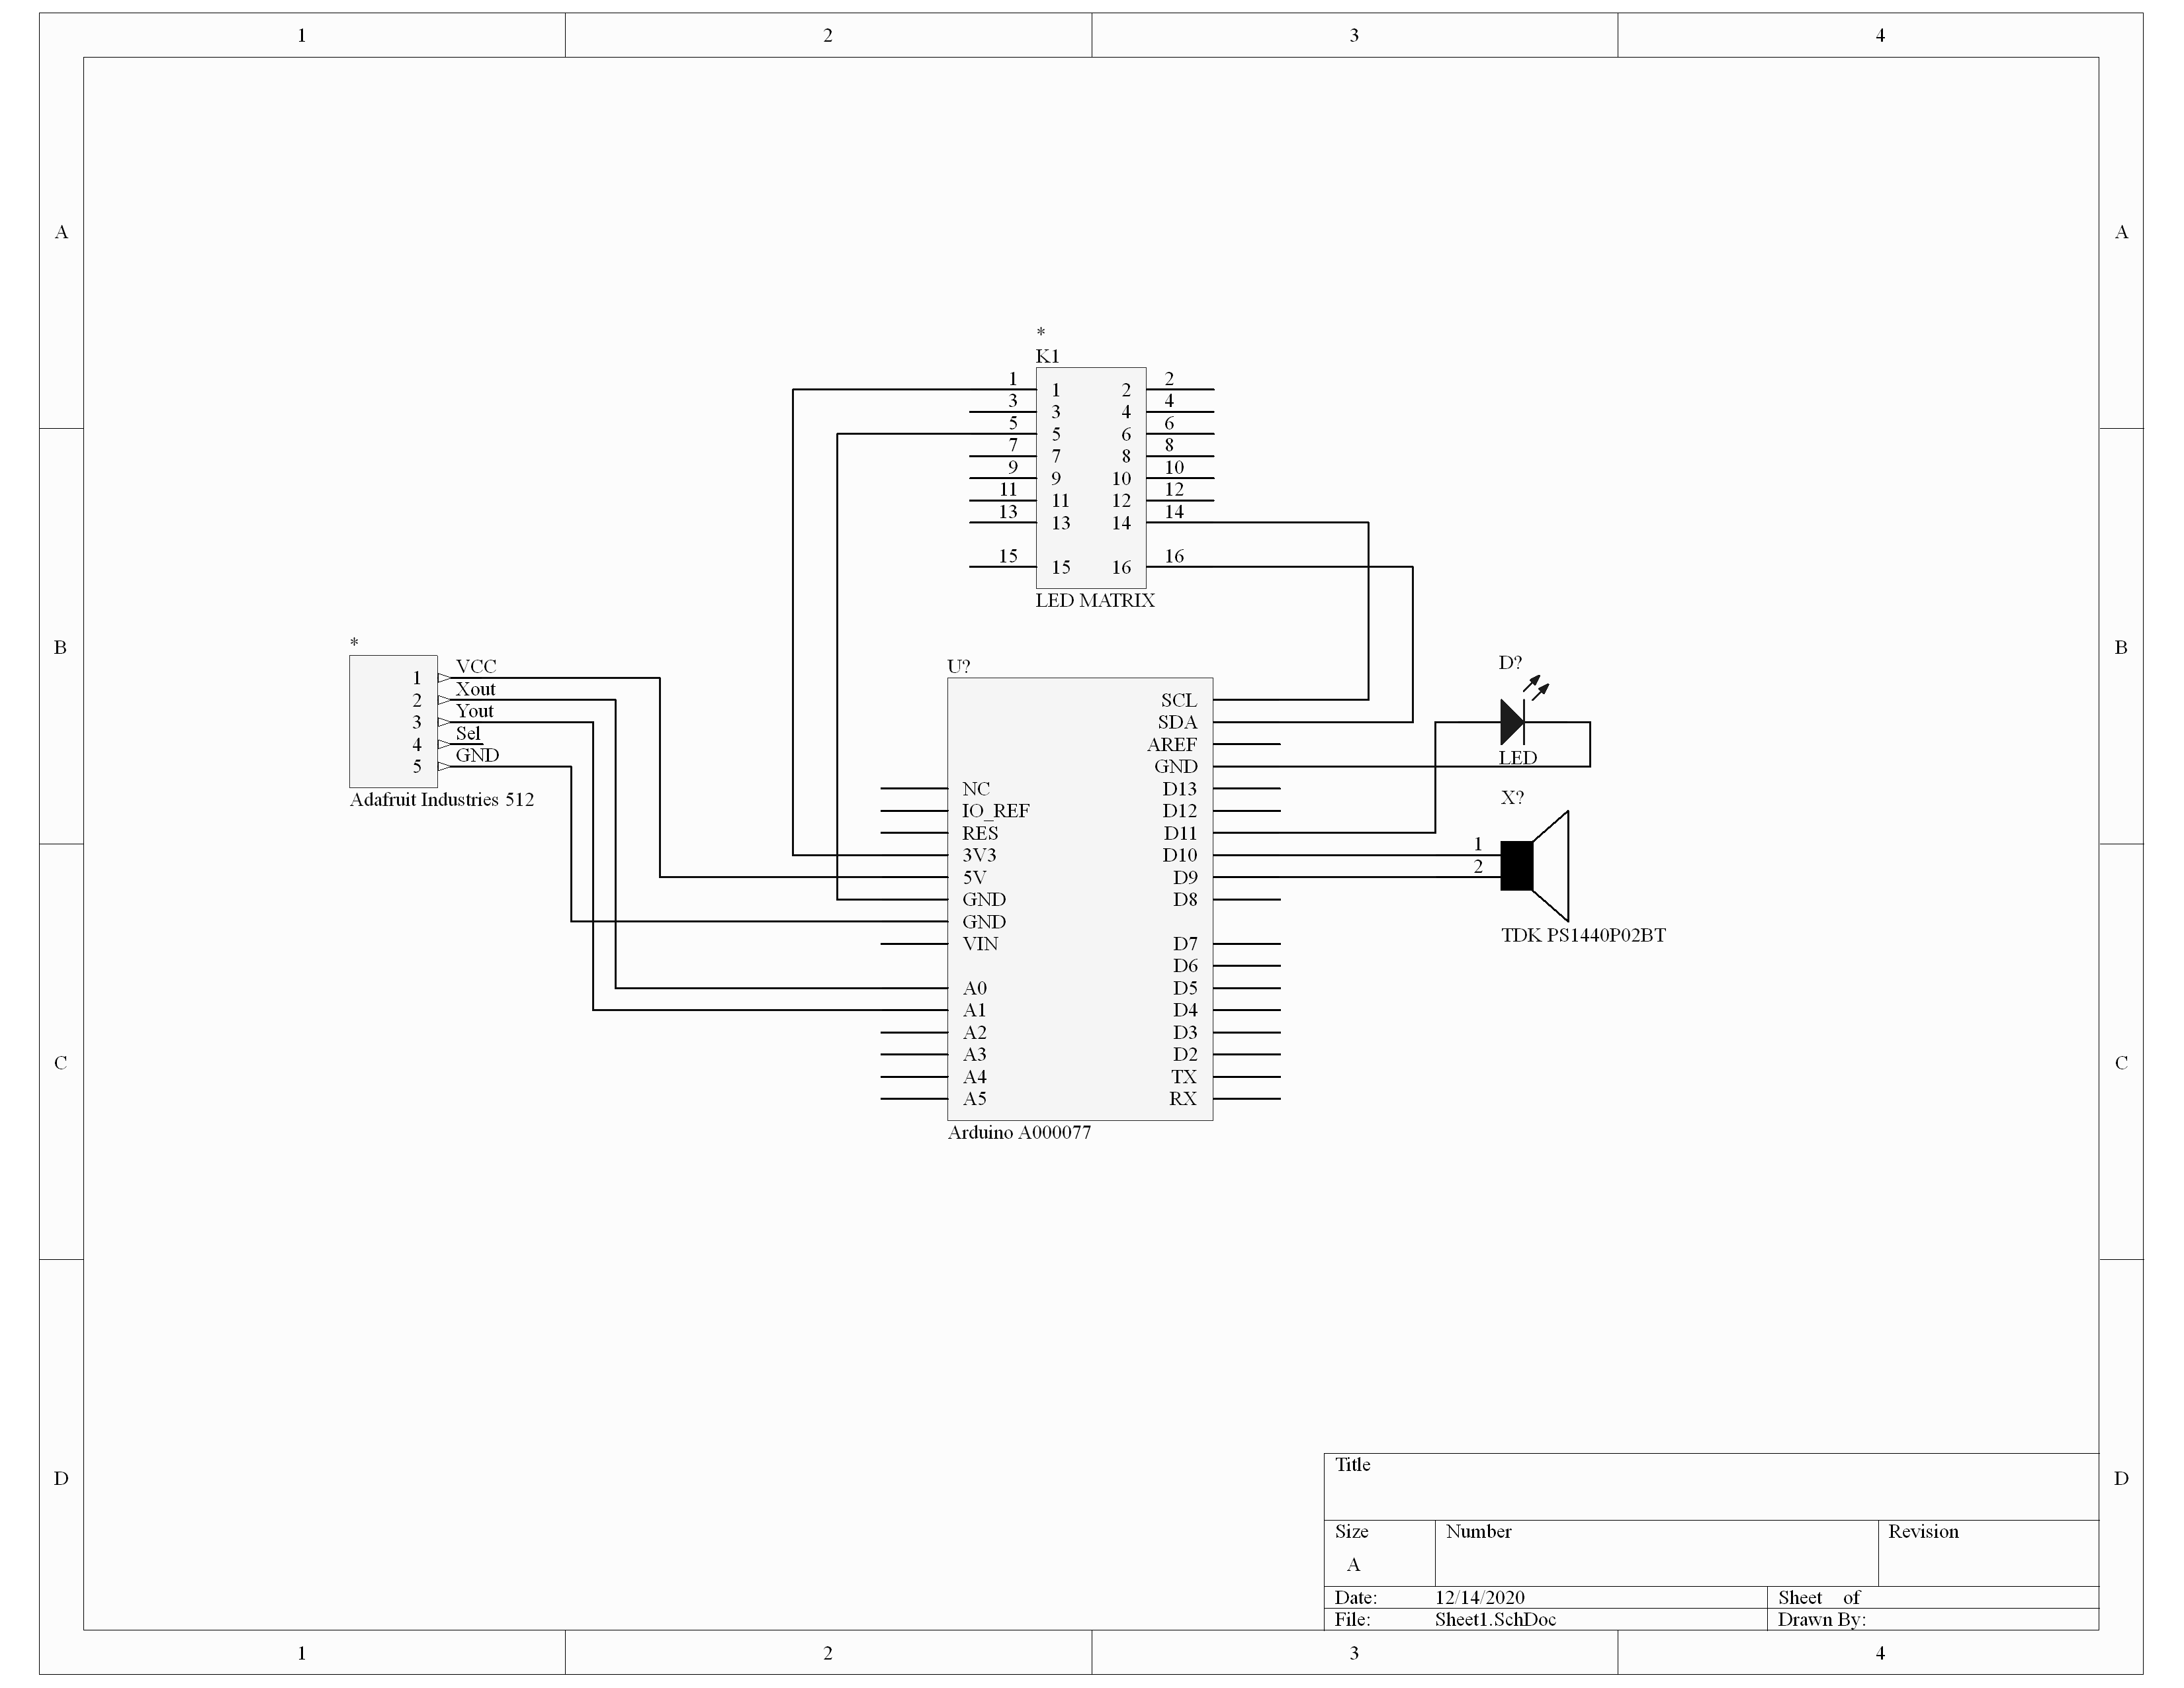 1 2 3 4
A A
*
K1
1 1 2 2
3 3 4 4
5 5 6 6
7 7 8 8
9 9 10 10
11 11 12 12
13 13 14 14
15 15 16 16
LED MATRIX
B B
*
1 VCC
2 Xout
3 Yout
4 Sel
5 GND
Adafruit Industries 512
U?
SCL
SDA
AREF
GND
NC D13
IO_REF D12
RES D11
3V3 D10
5V D9
GND D8
GND
VIN D7
D6
A0 D5
A1 D4
A2 D3
A3 D2
A4 TX
A5 RX
Arduino A000077
D?
LED
X?
1
2
TDK PS1440P02BT
C C
D D
Title
Size Number Revision
A
Date: 12/14/2020 Sheet of
File: Sheet1.SchDoc Drawn By:
1 2 3 4